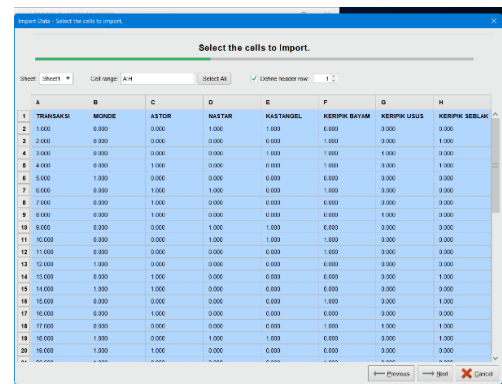 Import Data - Select the cells to import.
Select the cells to import.
Sheet: Sheet1 Cell range: A:H Select All Define header row: 1
A B C D E F G H
1 TRANSAKSI MONDE ASTOR NASTAR KASTANGEL KERIPIK BAYAM KERIPIK USUS KERIPIK SEBLAK
2 1.000 0.000 0.000 1.000 1.000 0.000 0.000 0.000
3 2.000 0.000 0.000 0.000 0.000 1.000 0.000 1.000
4 3.000 0.000 0.000 0.000 1.000 0.000 1.000 0.000
5 4.000 0.000 1.000 0.000 0.000 1.000 0.000 1.000
6 5.000 1.000 0.000 0.000 0.000 0.000 0.000 0.000
7 6.000 0.000 1.000 1.000 0.000 1.000 0.000 0.000
8 7.000 0.000 1.000 0.000 0.000 0.000 0.000 0.000
9 8.000 0.000 1.000 0.000 0.000 0.000 1.000 0.000
10 9.000 0.000 0.000 1.000 1.000 0.000 0.000 0.000
11 10.000 0.000 0.000 1.000 1.000 1.000 0.000 0.000
12 11.000 0.000 0.000 0.000 0.000 1.000 0.000 0.000
13 12.000 1.000 0.000 0.000 0.000 0.000 0.000
14 13.000 0.000 1.000 0.000 0.000 0.000 0.000 1.000
15 14.000 0.000 1.000 0.000 0.000 0.000 0.000 1.000
16 15.000 0.000 1.000 0.000 0.000 1.000 0.000 1.000
17 16.000 0.000 1.000 0.000 0.000 0.000 0.000 0.000
18 17.000 0.000 1.000 0.000 0.000 1.000 1.000 1.000
19 18.000 1.000 0.000 1.000 1.000 0.000 0.000 1.000
20 19.000 1.000 1.000 0.000 0.000 0.000 0.000 0.000
Previous Next Cancel